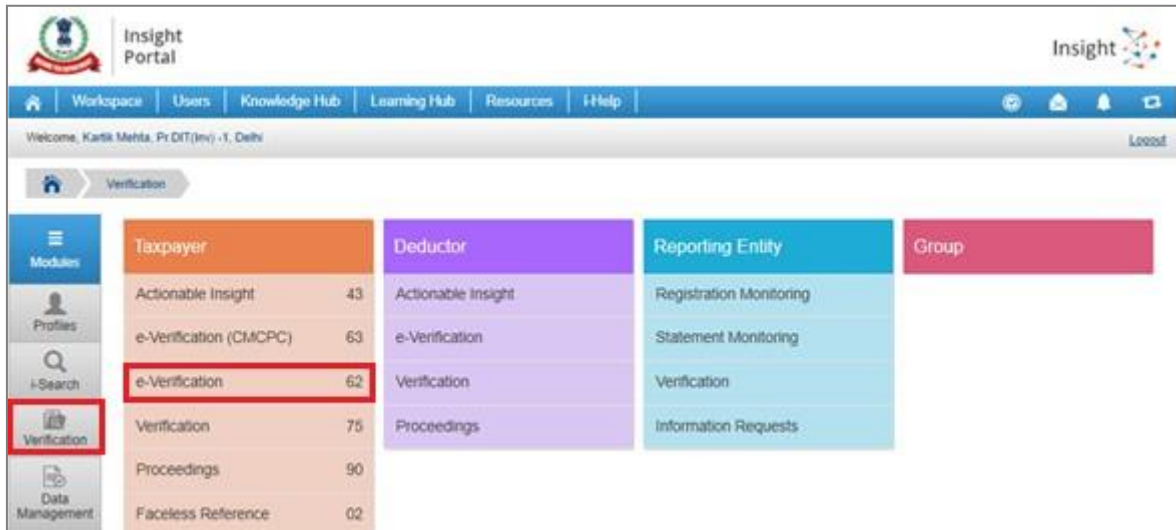 Insight
Portal
Insight
Workspace Users Knowledge Hub Learning Hub Resources I-Help
Welcome, Kartik Mehta, Pr.DIT(Inv) -1, Delhi
Logout
Verification
Modules
Profiles
i-Search
Verification
Data
Management
Taxpayer
Actionable Insight 43
e-Verification (CMCPC) 63
e-Verification 62
Verification 75
Proceedings 90
Faceless Reference 02
Deductor
Actionable Insight
e-Verification
Verification
Proceedings
Reporting Entity
Registration Monitoring
Statement Monitoring
Verification
Information Requests
Group